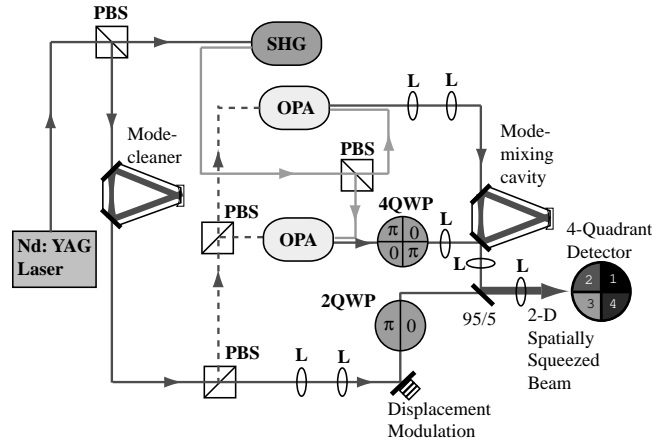 PBS
SHG
L
L
OPA
Mode-
cleaner
PBS
Mode-
mixing
cavity
4QWP
PBS
OPA
π 0
0 π
L
Nd: YAG
Laser
4-Quadrant
Detector
L
L
2 1
3 4
2QWP
π 0
95/5
2-D
Spatially
Squeezed
Beam
PBS
L
L
Displacement
Modulation